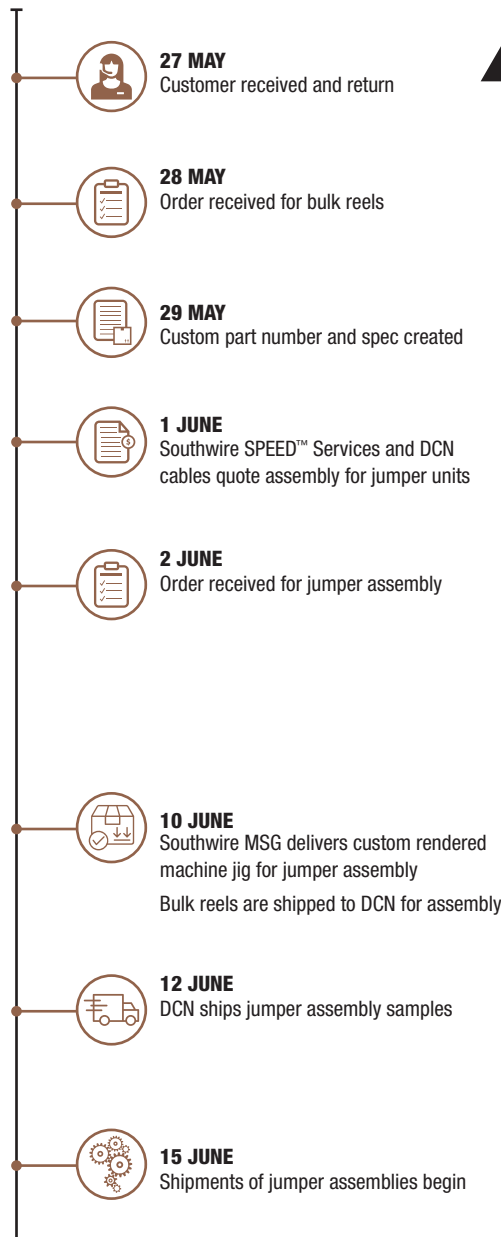 27 MAY
Customer received and return
28 MAY
Order received for bulk reels
29 MAY
Custom part number and spec created
1 JUNE
Southwire SPEED™ Services and DCN
cables quote assembly for jumper units
2 JUNE
Order received for jumper assembly
10 JUNE
Southwire MSG delivers custom rendered
machine jig for jumper assembly
Bulk reels are shipped to DCN for assembly
12 JUNE
DCN ships jumper assembly samples
15 JUNE
Shipments of jumper assemblies begin